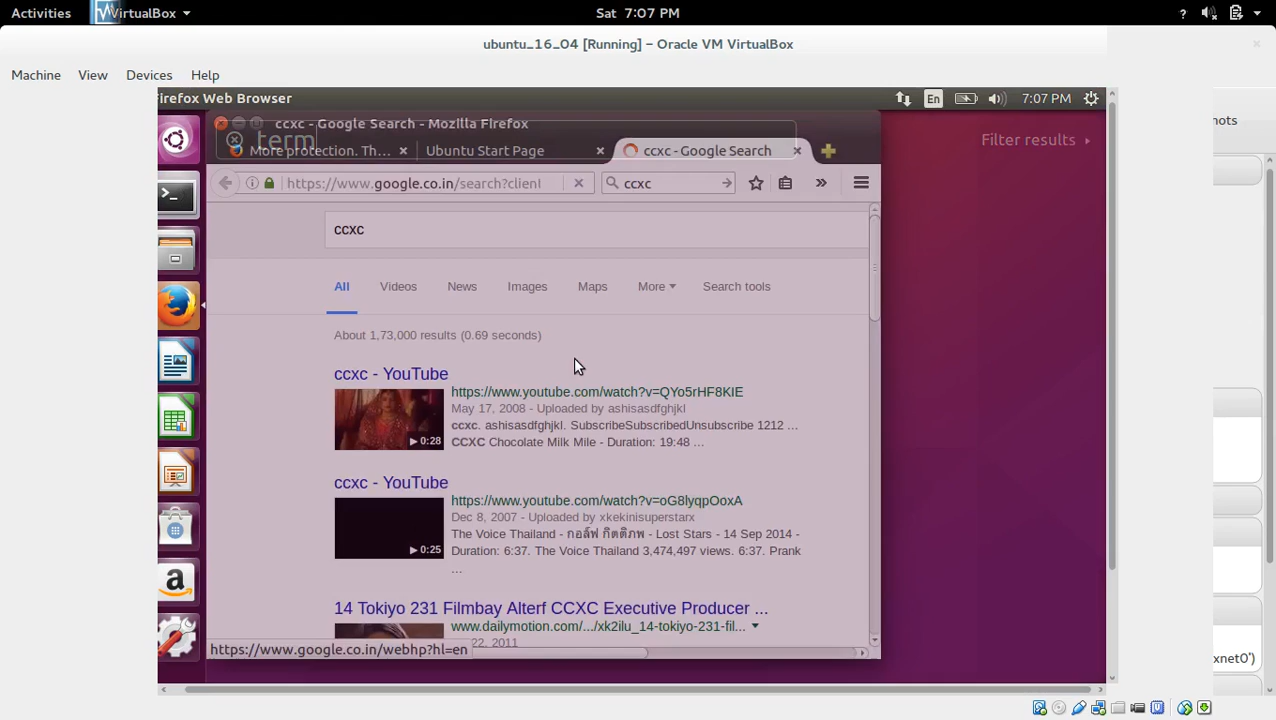 Activities
VirtualBox
Sat 7:07 PM
?
ubuntu_16_04 [Running] – Oracle VM VirtualBox
Machine View Devices Help
Firefox Web Browser
En
7:07 PM
ccxc - Google Search - Mozilla Firefox
term
Filter results
More protection. Th...
Ubuntu Start Page
ccxc - Google Search
https://www.google.co.in/search?client
ccxc
ccxc
All Videos News Images Maps More Search tools
About 1,73,000 results (0.69 seconds)
ccxc - YouTube
https://www.youtube.com/watch?v=QYo5rHF8KIE
May 17, 2008 - Uploaded by ashisasdfghjkl
ccxc. ashisasdfghjkl. SubscribeSubscribedUnsubscribe 1212 ...
CCXC Chocolate Milk Mile - Duration: 19:48 ...
0:28
ccxc - YouTube
https://www.youtube.com/watch?v=oG8lyqpOoxA
Dec 8, 2007 - Uploaded by xkekinisuperstarx
The Voice Thailand - กอล์ฟ กิตติภพ - Lost Stars - 14 Sep 2014 -
Duration: 6:37. The Voice Thailand 3,474,497 views. 6:37. Prank
...
0:25
14 Tokiyo 231 Filmbay Alterf CCXC Executive Producer ...
www.dailymotion.com/.../xk2ilu_14-tokiyo-231-fil...
22, 2011
https://www.google.co.in/webhp?hl=en
hots
xnet0')